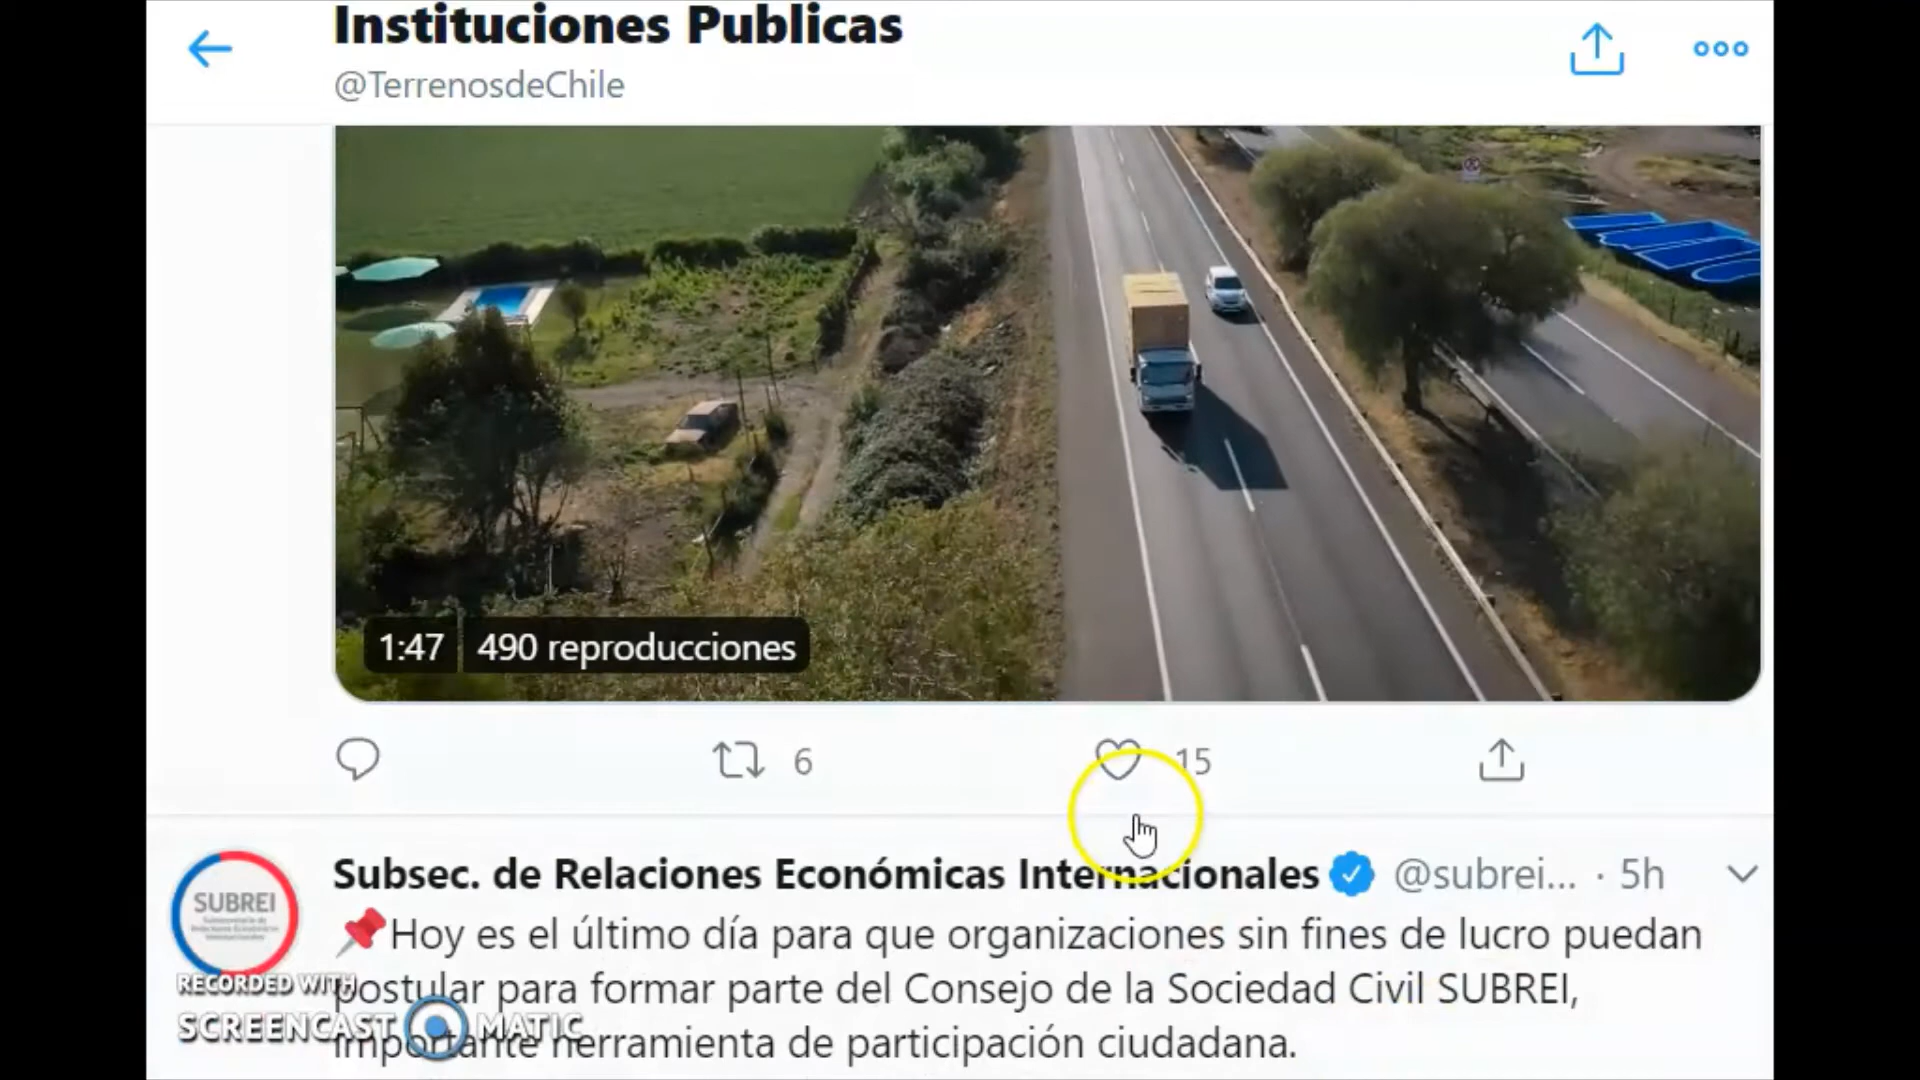 Instituciones Publicas
@TerrenosdeChile
1:47 490 reproducciones
6
15
Subsec. de Relaciones Económicas Internacionales @subrei... · 5h
SUBREI
📌Hoy es el último día para que organizaciones sin fines de lucro puedan
postular para formar parte del Consejo de la Sociedad Civil SUBREI,
importante herramienta de participación ciudadana.
RECORDED WITH
SCREENCAST MATIC